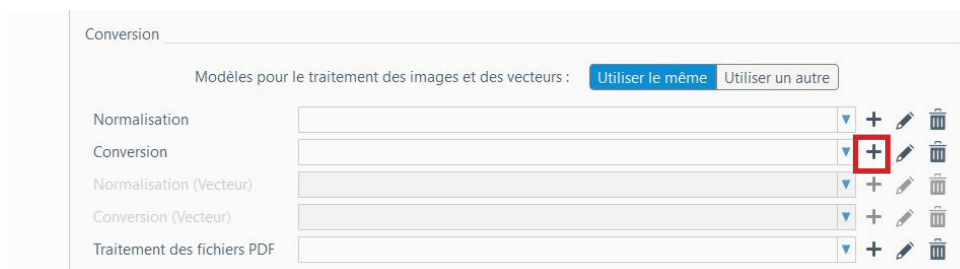 Conversion
Modèles pour le traitement des images et des vecteurs : Utiliser le même Utiliser un autre
Normalisation
Conversion
Normalisation (Vecteur)
Conversion (Vecteur)
Traitement des fichiers PDF